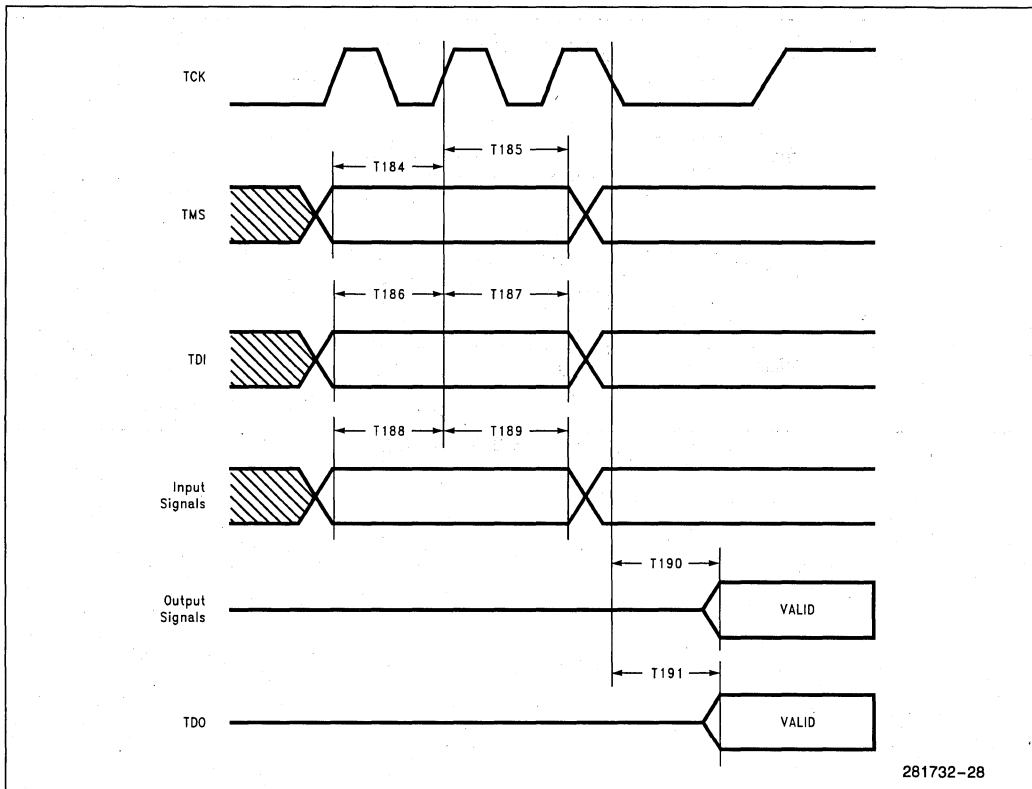 TCK
T185
T184
TMS
T186
T187
TDI
T188
T189
Input
Signals
T190
Output
Signals
VALID
T191
TDO
VALID
281732-28